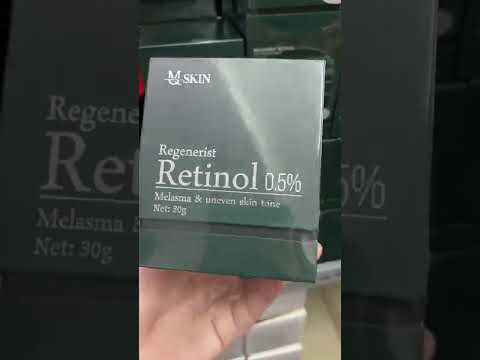 MQ SKIN
Regenerist
Retinol 0.5%
Melasma & uneven skin tone
Net: 30g